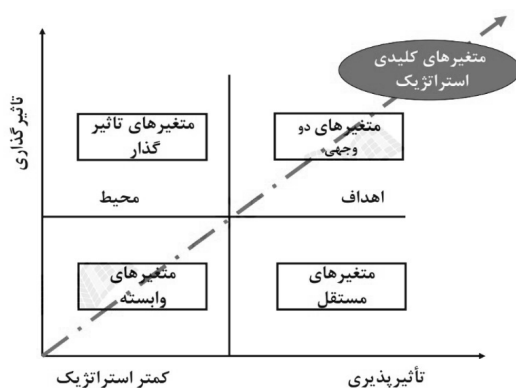 متغیرهای کلیدی
استراتژیک
متغیرهای دو
وجهی
متغیرهای تاثیر
گذار
تاثیر گذاری
اهداف
محیط
متغیرهای
مستقل
متغیرهای
وابسته
تأثیرپذیری
کمتر استراتژیک